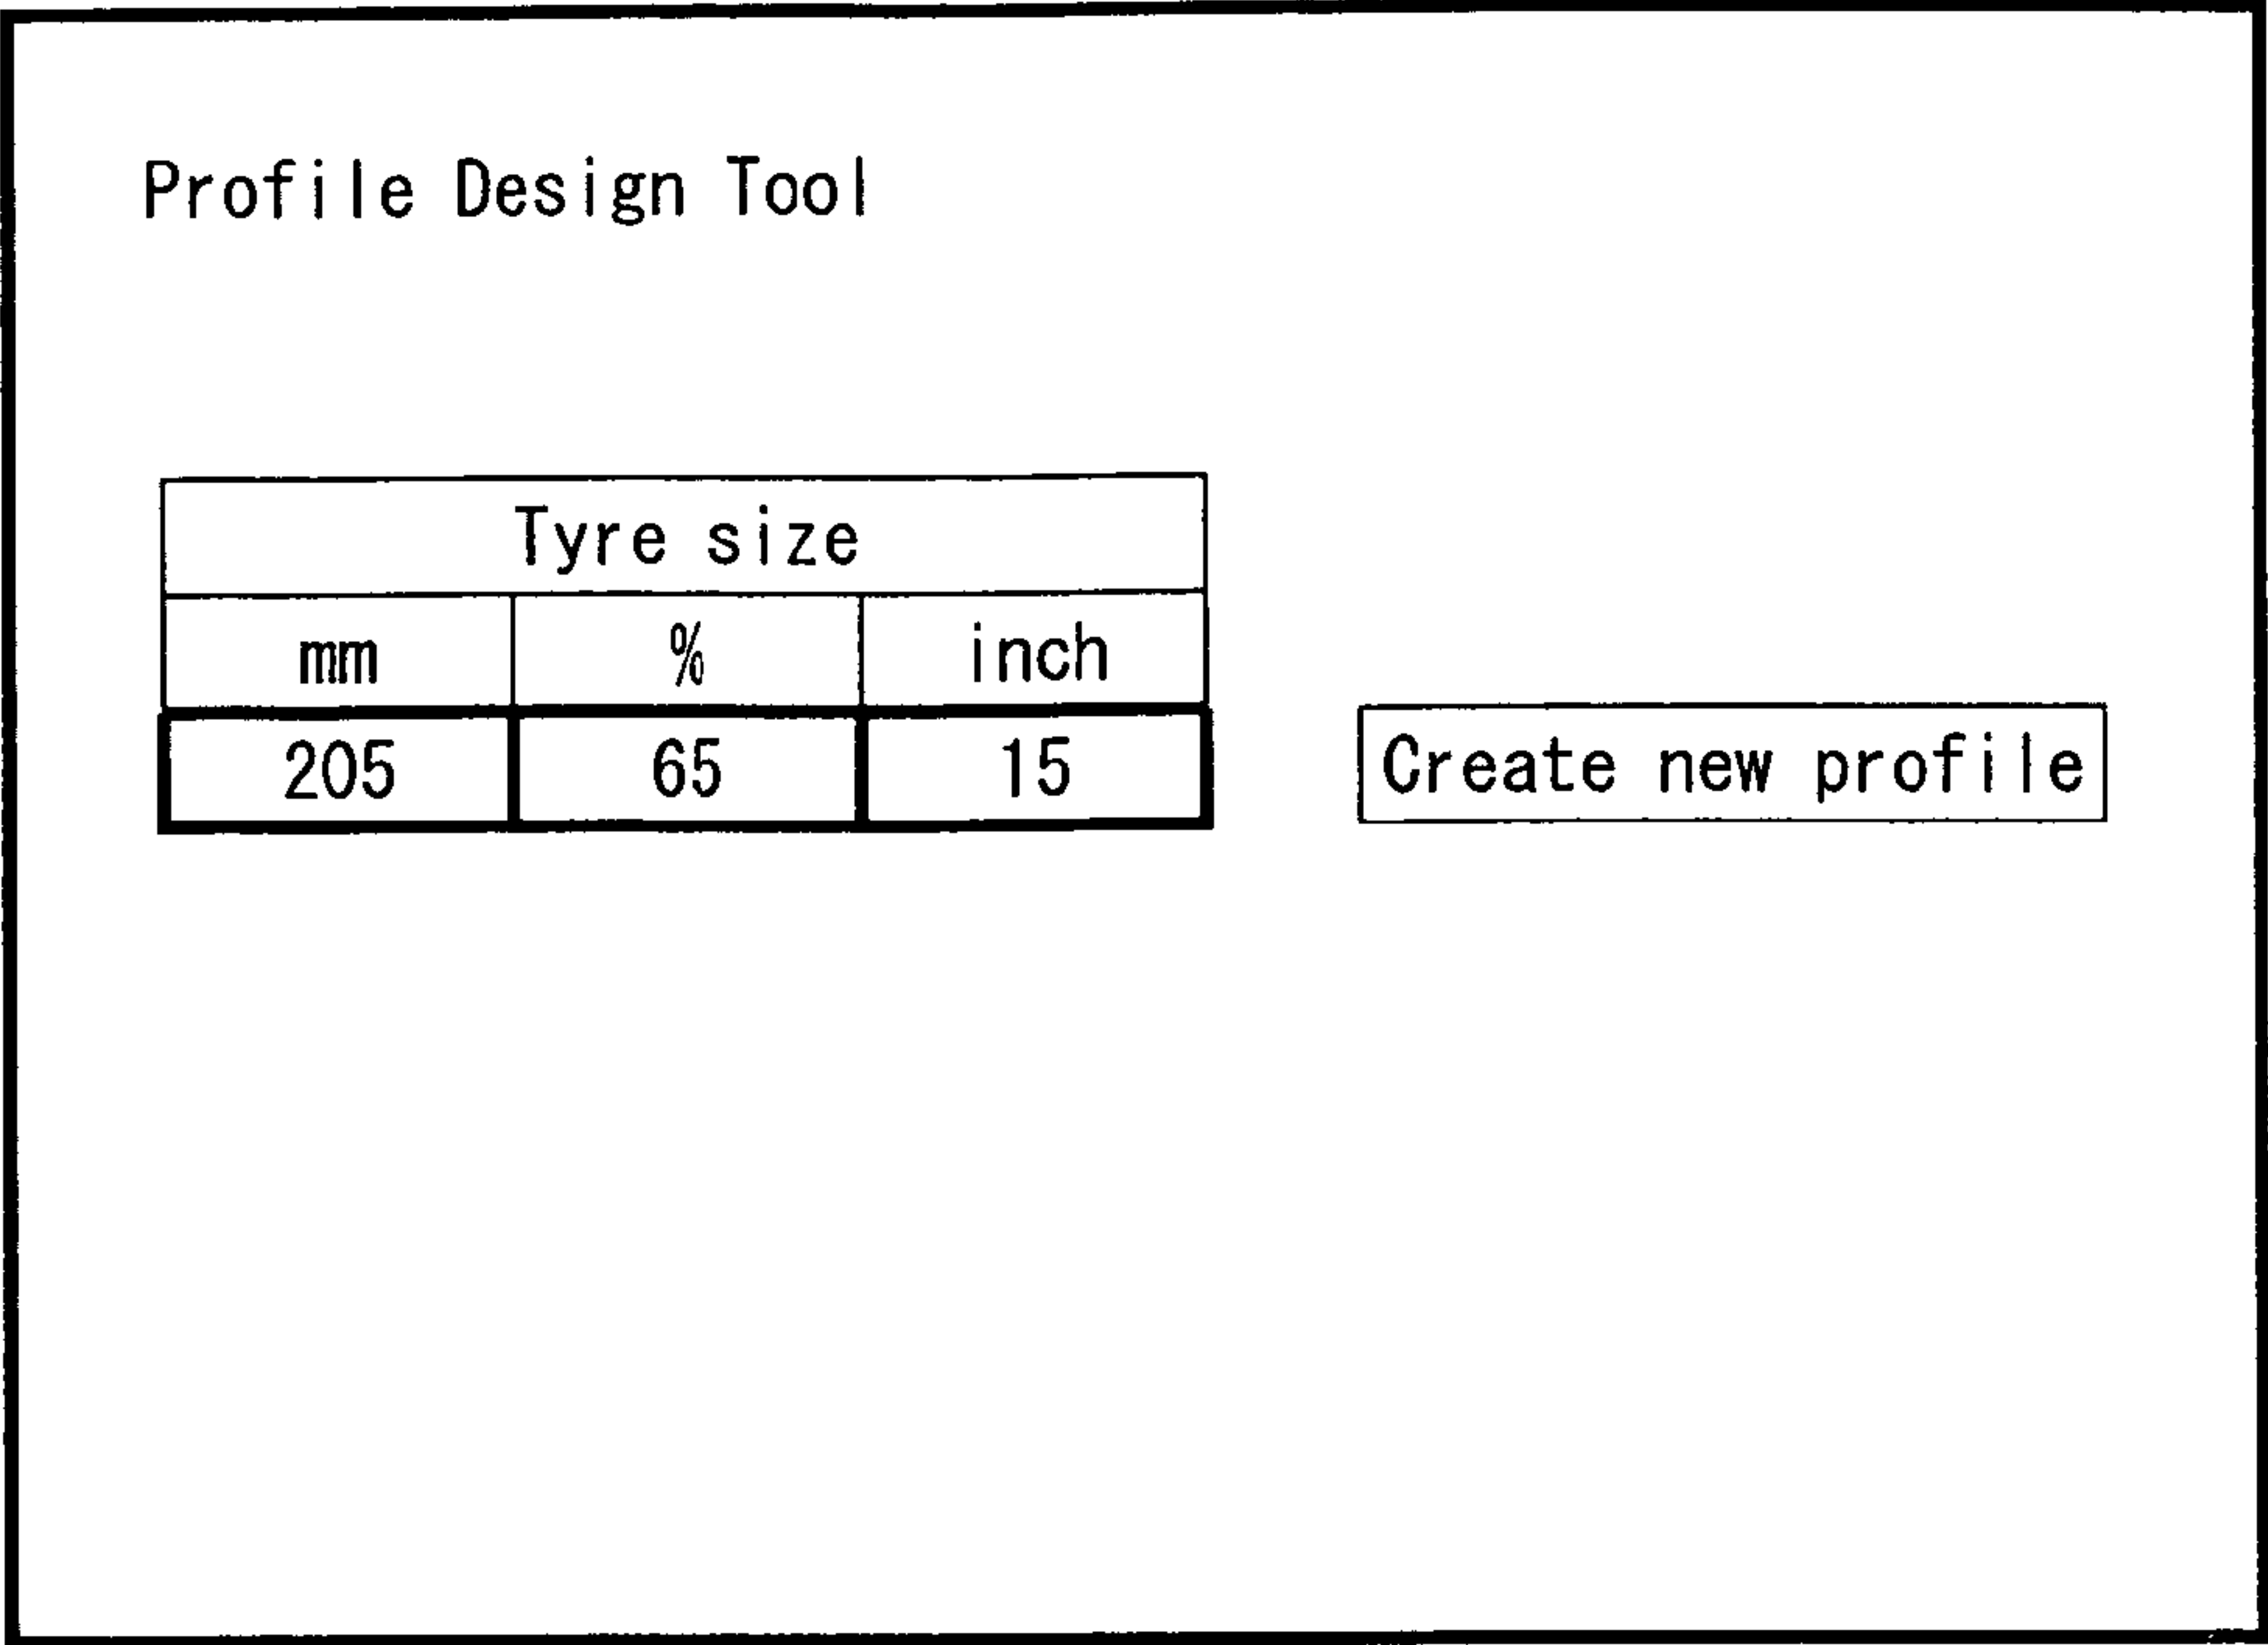 Profile Design Tool
Tyre size
mm % inch
205 65 15
Create new profile